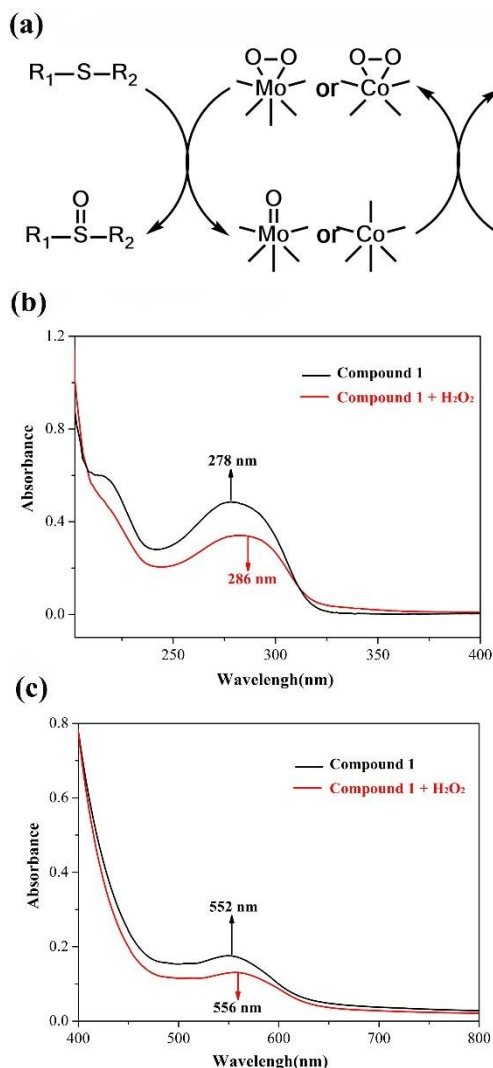 (a)
O–O O–O
R₁–S–R₂ Mo or Co
O O
R₁–S–R₂ Mo or Co
(b)
1.2
Compound 1
Compound 1 + H₂O₂
0.8
278 nm
Absorbance
0.4
286 nm
0.0
250 300 350 400
Wavelengh(nm)
(c)
0.8
Compound 1
Compound 1 + H₂O₂
0.6
Absorbance
0.4
552 nm
0.2
556 nm
0.0
400 500 600 700 800
Wavelengh(nm)